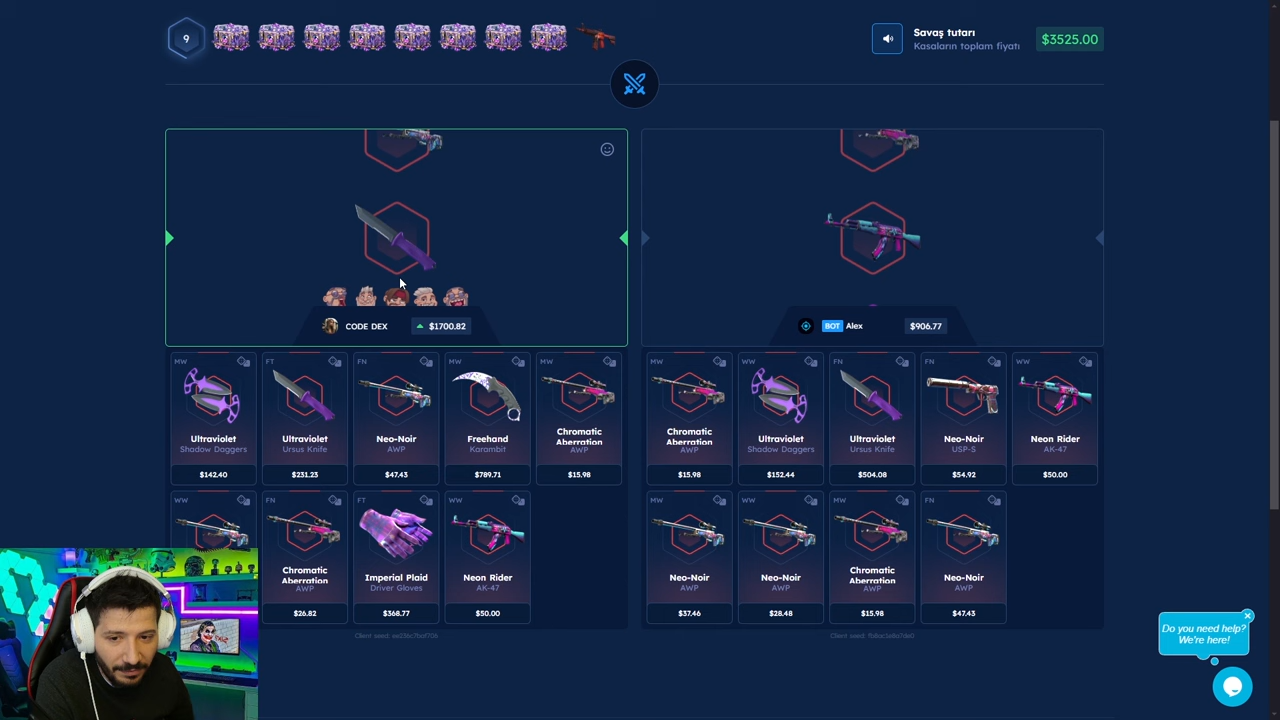 9
Savaş tutarı
Kasaların toplam fiyatı
$3525.00
CODE DEX
$1700.82
BOT Alex
$906.77
MW
Ultraviolet
Shadow Daggers
$142.40
FT
Ultraviolet
Ursus Knife
$231.23
FN
Neo-Noir
AWP
$47.43
MW
Freehand
Karambit
$789.71
MW
Chromatic
Aberration
AWP
$15.98
MW
Chromatic
Aberration
AWP
$15.98
WW
Ultraviolet
Shadow Daggers
$152.44
FN
Ultraviolet
Ursus Knife
$504.08
FN
Neo-Noir
USP-S
$54.92
WW
Neon Rider
AK-47
$50.00
WW
FN
Chromatic
Aberration
AWP
$26.82
FT
Imperial Plaid
Driver Gloves
$368.77
WW
Neon Rider
AK-47
$50.00
MW
Neo-Noir
AWP
$37.46
WW
Neo-Noir
AWP
$28.48
MW
Chromatic
Aberration
AWP
$15.98
FN
Neo-Noir
AWP
$47.43
Client seed:
Client seed:
Do you need help?
We're here!